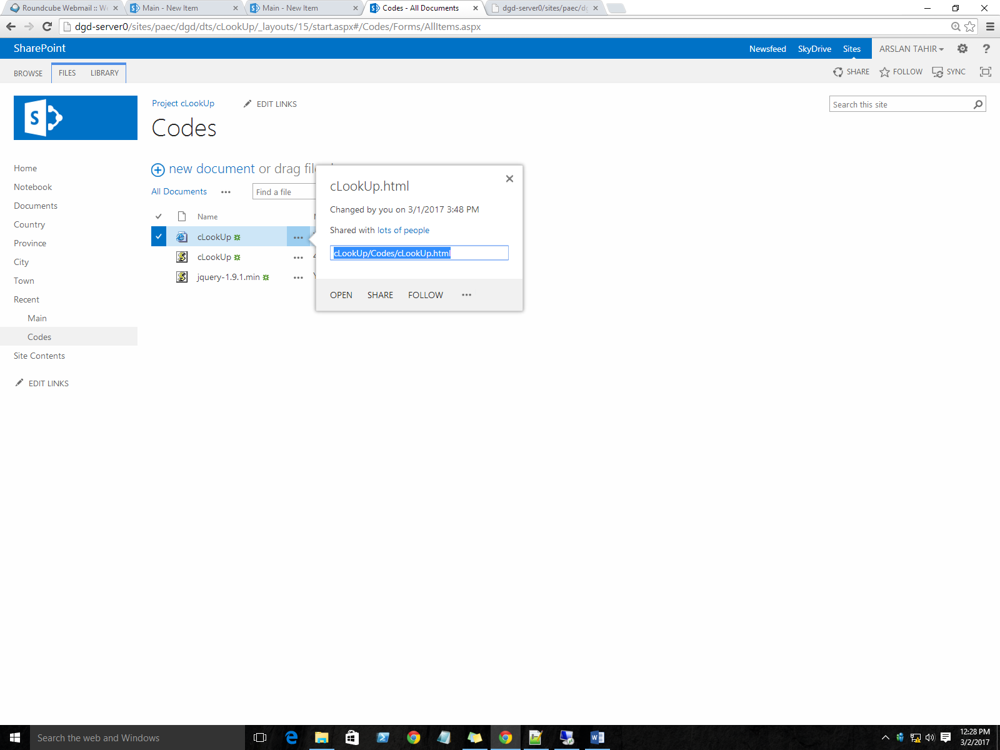 Roundcube Webmail :: We
Main - New Item
Main - New Item
Codes - All Documents
dgd-server0/sites/paec/dg
dgd-server0/sites/paec/dgd/dts/cLookUp/_layouts/15/start.aspx#/Codes/Forms/AllItems.aspx
SharePoint
Newsfeed SkyDrive Sites ARSLAN TAHIR ?
BROWSE FILES LIBRARY
SHARE FOLLOW SYNC
S
Project cLookUp EDIT LINKS
Search this site
Codes
Home
Notebook
Documents
Country
Province
City
Town
Recent
Main
Codes
Site Contents
EDIT LINKS
new document or drag fil
All Documents ••• Find a file
Name
cLookUp •••
cLookUp •••
jquery-1.9.1.min •••
cLookUp.html
Changed by you on 3/1/2017 3:48 PM
Shared with lots of people
cLookUp/Codes/cLookUp.html
OPEN SHARE FOLLOW •••
Search the web and Windows
12:28 PM
3/2/2017